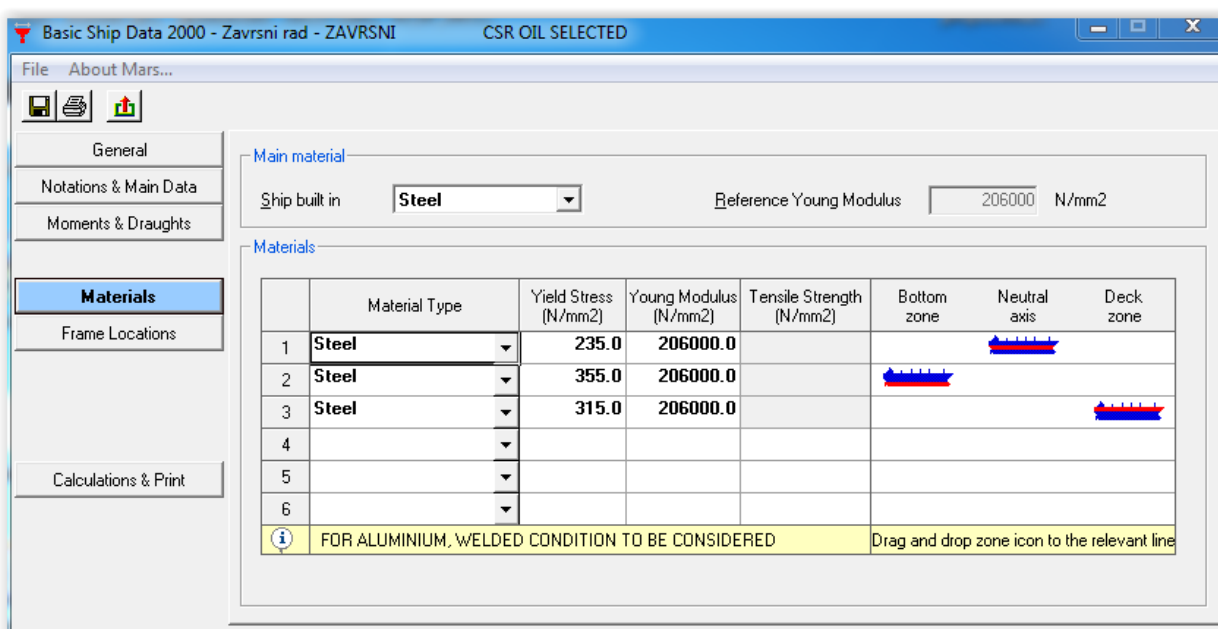 Basic Ship Data 2000 - Zavrsni rad - ZAVRSNI CSR OIL SELECTED
File About Mars...
General
Notations & Main Data
Moments & Draughts
Materials
Frame Locations
Calculations & Print
Main material
Ship built in Steel Reference Young Modulus 206000 N/mm2
Materials
Material Type Yield Stress (N/mm2) Young Modulus (N/mm2) Tensile Strength (N/mm2) Bottom zone Neutral axis Deck zone
1 Steel 235.0 206000.0
2 Steel 355.0 206000.0
3 Steel 315.0 206000.0
4
5
6
FOR ALUMINIUM, WELDED CONDITION TO BE CONSIDERED Drag and drop zone icon to the relevant line